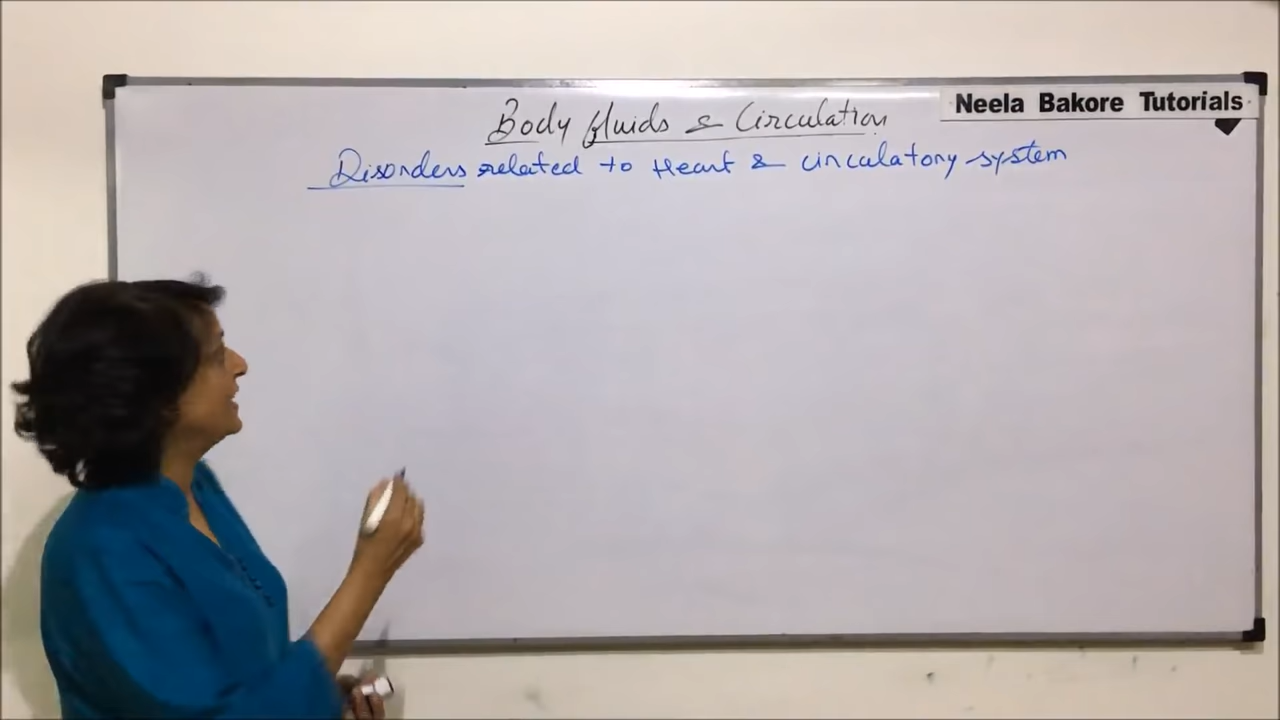 Body fluids & Circulation
Neela Bakore Tutorials
Disorders related to Heart & circulatory system